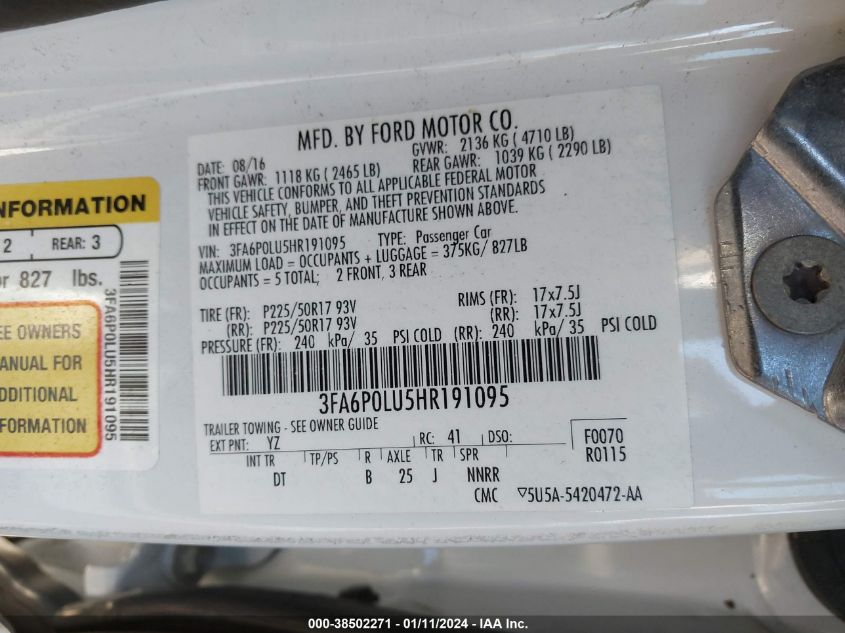 MFD. BY FORD MOTOR CO.
DATE: 08/16 GVWR: 2136 KG ( 4710 LB)
FRONT GAWR: 1118 KG ( 2465 LB) REAR GAWR: 1039 KG ( 2290 LB)
THIS VEHICLE CONFORMS TO ALL APPLICABLE FEDERAL MOTOR
VEHICLE SAFETY, BUMPER, AND THEFT PREVENTION STANDARDS
IN EFFECT ON THE DATE OF MANUFACTURE SHOWN ABOVE.
VIN: 3FA6P0LU5HR191095 TYPE: Passenger Car
MAXIMUM LOAD = OCCUPANTS + LUGGAGE = 375KG/ 827LB
OCCUPANTS = 5 TOTAL; 2 FRONT, 3 REAR
TIRE (FR): P225/50R17 93V RIMS (FR): 17x7.5J
(RR): P225/50R17 93V (RR): 17x7.5J
PRESSURE (FR): 240 kPa/ 35 PSI COLD (RR): 240 kPa/ 35 PSI COLD
3FA6P0LU5HR191095
TRAILER TOWING - SEE OWNER GUIDE
EXT PNT: YZ RC: 41 DSO: F0070
INT TR TP/PS R AXLE TR SPR R0115
DT B 25 J NNRR
CMC ▽5U5A-5420472-AA
NFORMATION
2 REAR: 3
or 827 lbs.
EE OWNERS
MANUAL FOR
DDITIONAL
FORMATION
3FA6P0LU5HR191095
000-38502271 - 01/11/2024 - IAA Inc.